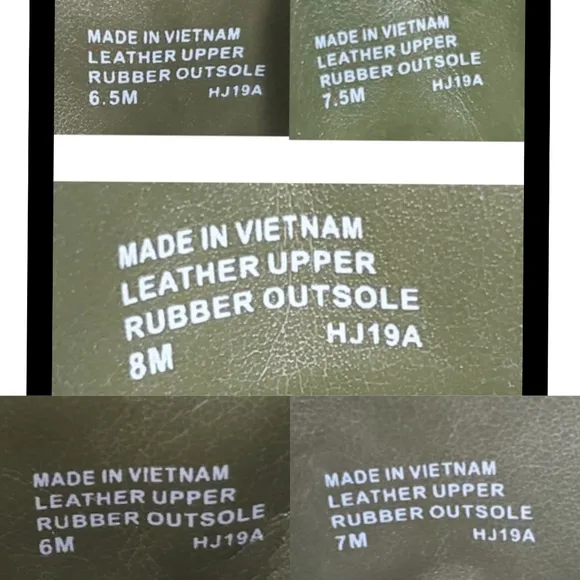 MADE IN VIETNAM
LEATHER UPPER
RUBBER OUTSOLE
6.5M HJ19A
MADE IN VIETNAM
LEATHER UPPER
RUBBER OUTSOLE
7.5M HJ19A
MADE IN VIETNAM
LEATHER UPPER
RUBBER OUTSOLE
8M HJ19A
MADE IN VIETNAM
LEATHER UPPER
RUBBER OUTSOLE
6M HJ19A
MADE IN VIETNAM
LEATHER UPPER
RUBBER OUTSOLE
7M HJ19A